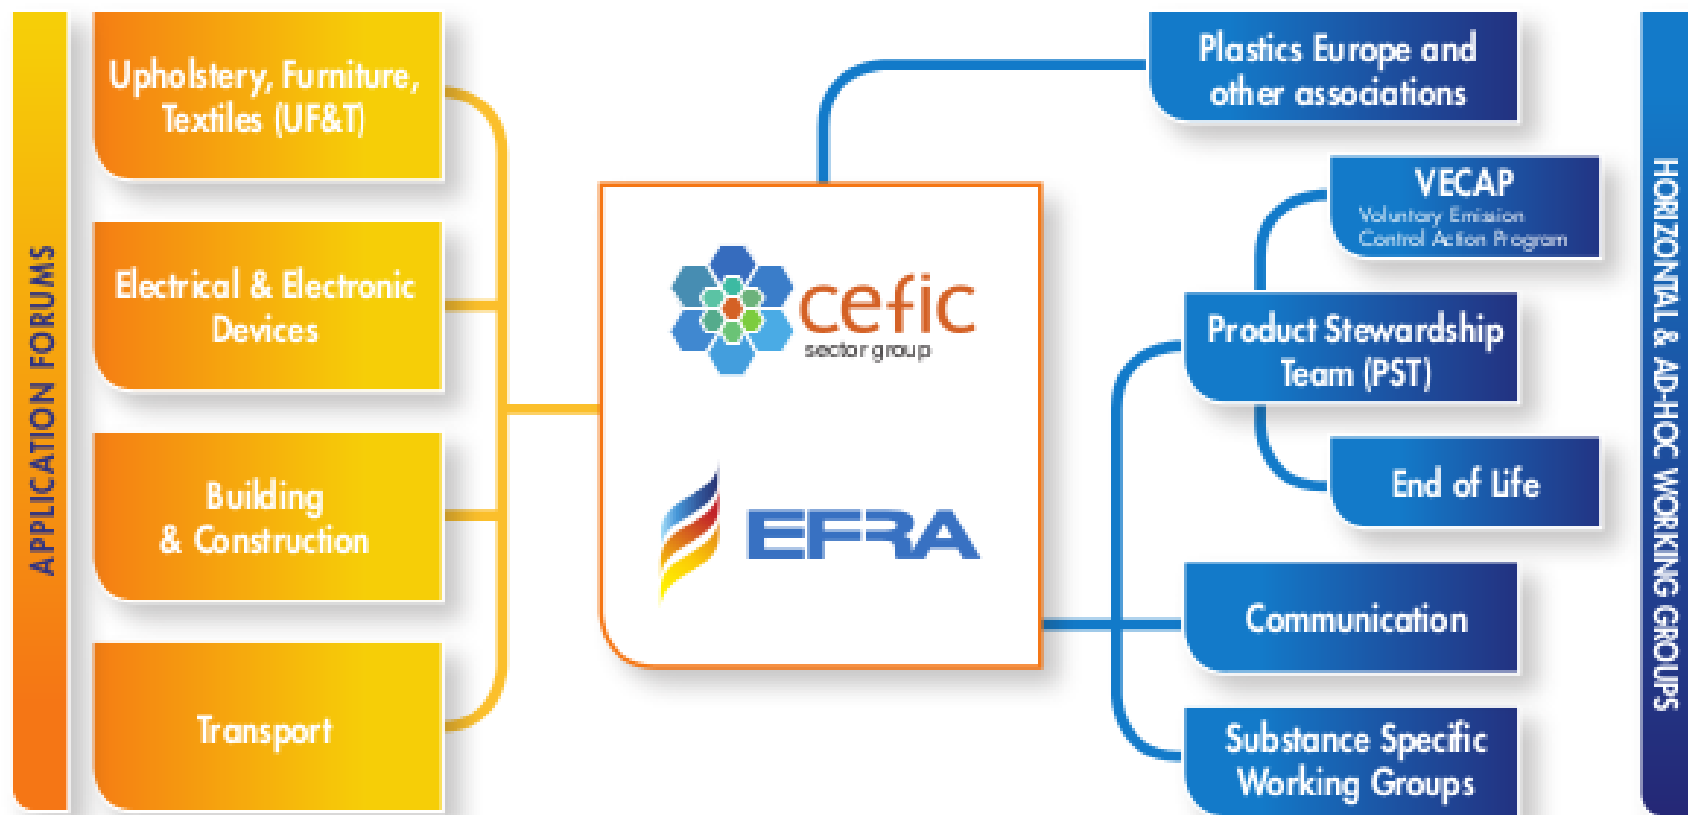 APPLICATION FORUMS
Upholstery, Furniture,
Textiles (UF&T)
Electrical & Electronic
Devices
Building
& Construction
Transport
cefic
sector group
EFRA
Plastics Europe and
other associations
VECAP
Voluntary Emission
Control Action Program
Product Stewardship
Team (PST)
End of Life
Communication
Substance Specific
Working Groups
HORIZONTAL & AD-HOC WORKING GROUPS